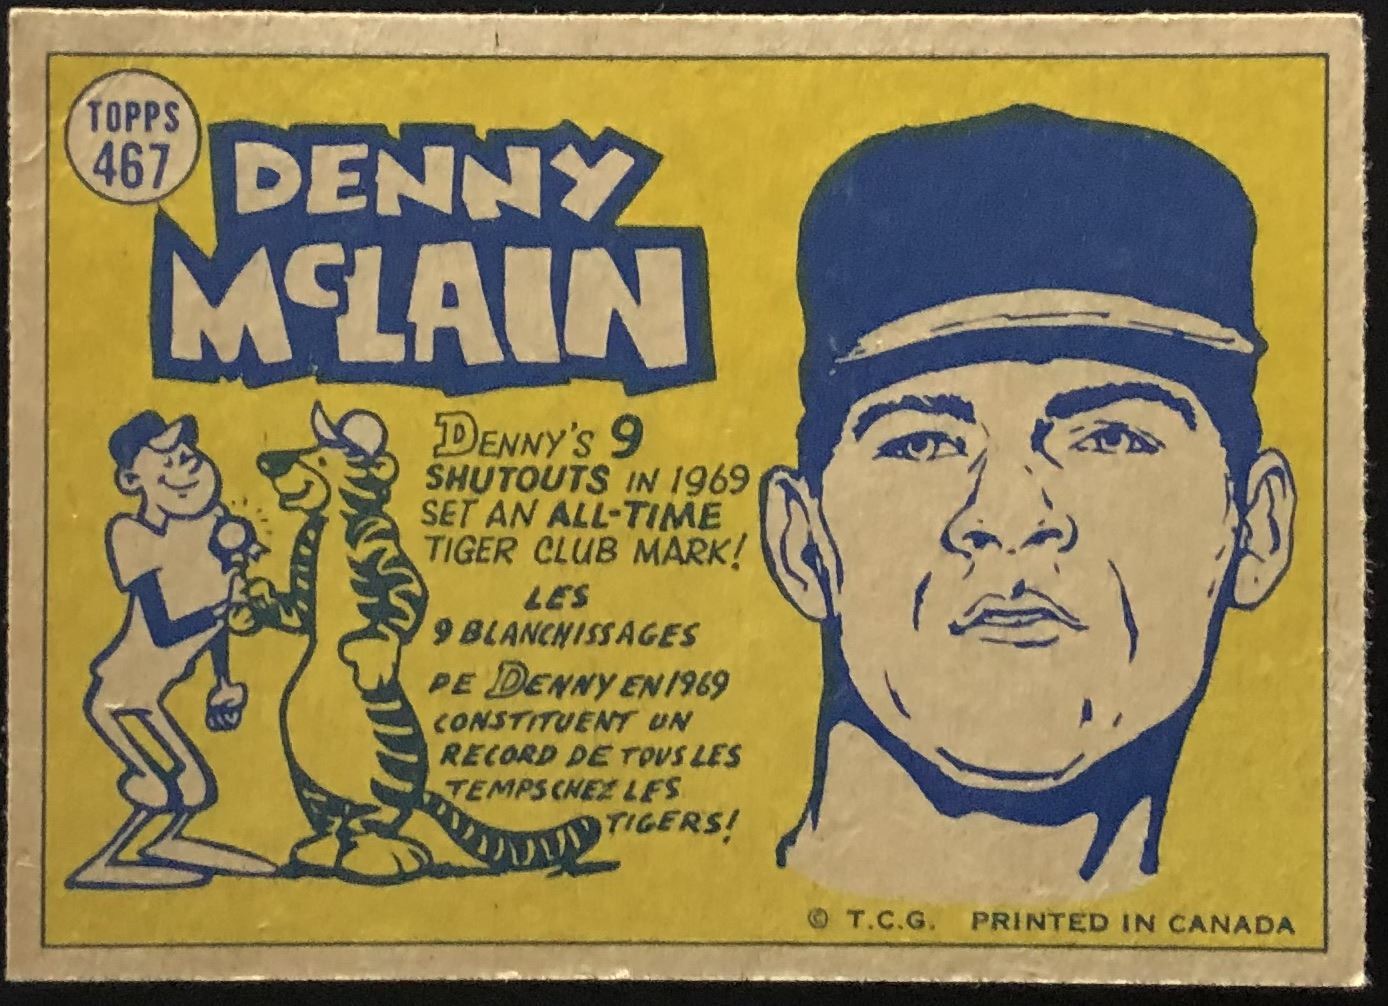 TOPPS
467
DENNY
McLAIN
DENNY'S 9
SHUTOUTS IN 1969
SET AN ALL-TIME
TIGER CLUB MARK!
LES
9 BLANCHISSAGES
DE DENNY EN 1969
CONSTITUENT UN
RECORD DE TOUS LES
TEMPS CHEZ LES
TIGERS!
© T.C.G. PRINTED IN CANADA